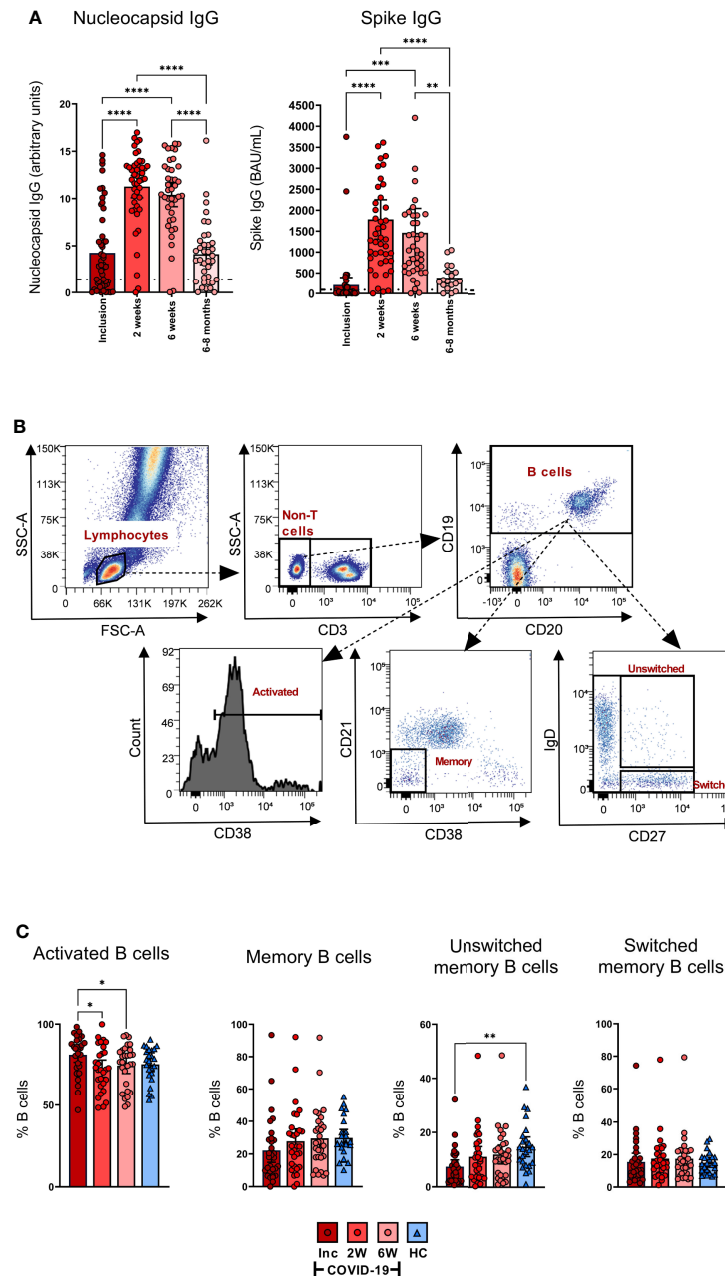 A
Nucleocapsid IgG
Spike IgG
****
****
****
****
****
***
****
**
Nucleocapsid IgG (arbitrary units)
20
15
10
5
0
Inclusion
2 weeks
6 weeks
6-8 months
Spike IgG (BAU/mL)
4500
4000
3500
3000
2500
2000
1500
1000
500
0
Inclusion
2 weeks
6 weeks
6-8 months
B
SSC-A
150K
113K
75K
38K
0
Lymphocytes
0 66K 131K 197K 262K
FSC-A
SSC-A
150K
113K
75K
38K
0
Non-T
cells
0 10³ 10⁴ 10⁵
CD3
CD19
10⁵
10⁴
10³
0
B cells
-10³ 0 10³ 10⁴ 10⁵
CD20
Count
92
69
46
23
0
Activated
0 10³ 10⁴ 10⁶
CD38
CD21
10⁵
10⁴
10³
0
Memory
0 10³ 10⁴ 10⁶
CD38
IgD
10⁴
10³
0
Unswitched
Switch
0 10³ 10⁴
CD27
C
Activated B cells
Memory B cells
Unswitched
memory B cells
Switched
memory B cells
*
*
**
% B cells
100
50
0
% B cells
100
80
60
40
20
0
% B cells
60
40
20
0
% B cells
100
80
60
40
20
0
Inc 2W 6W HC
COVID-19